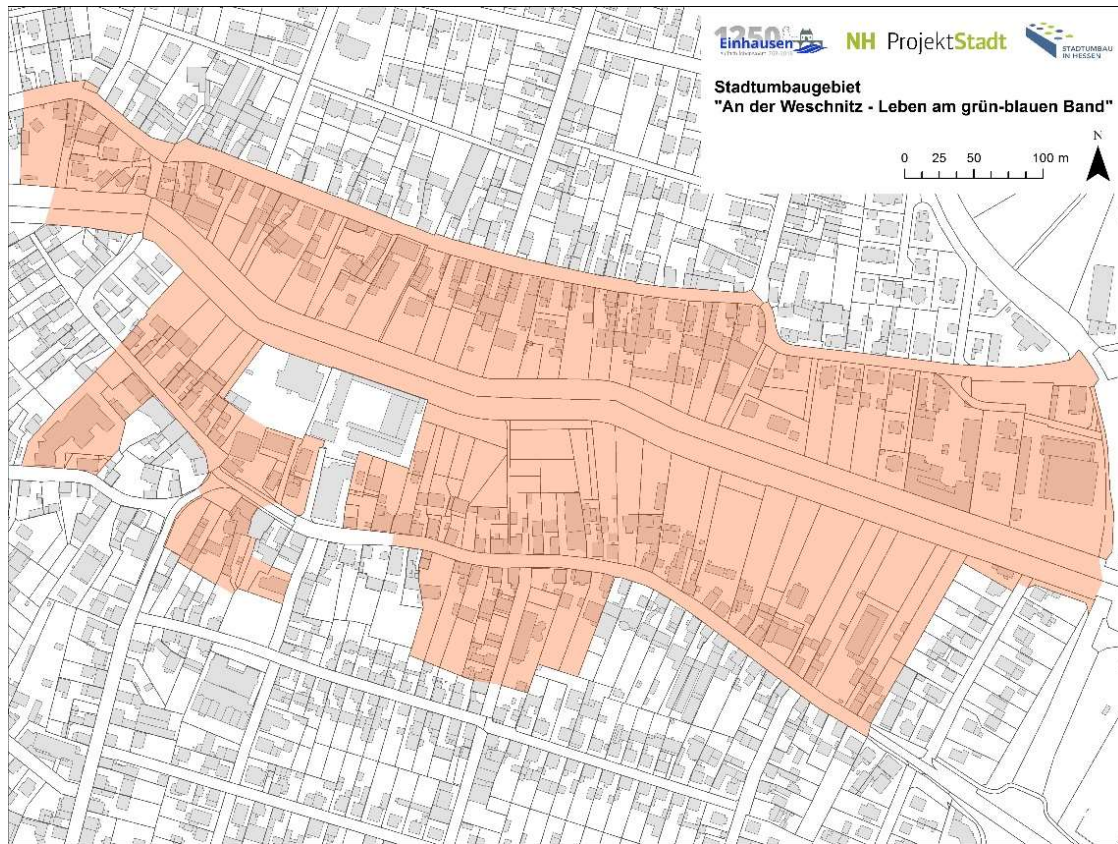 1250
Einhausen
NH ProjektStadt
STADTUMBAU
IN HESSEN
Stadtumbaugebiet
"An der Weschnitz - Leben am grün-blauen Band"
N
0 25 50 100 m